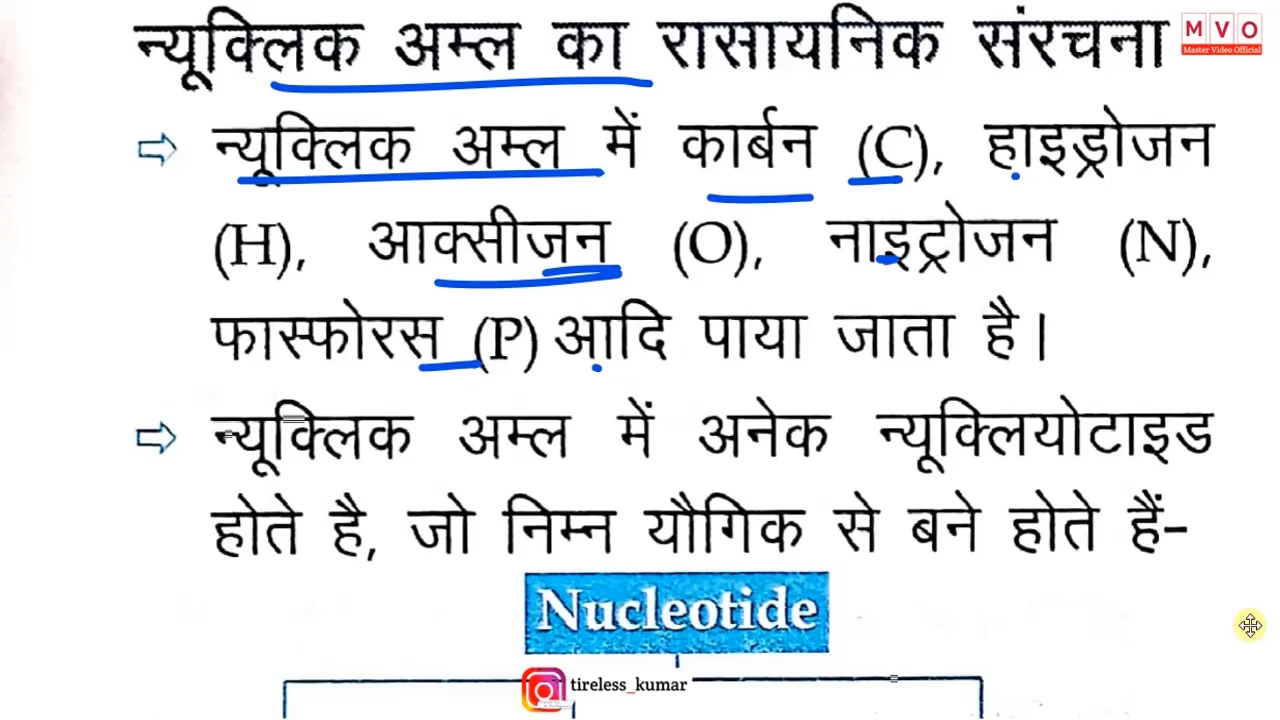 न्यूक्लिक अम्ल का रासायनिक संरचना
M V O
Master Video Official
⇨ न्यूक्लिक अम्ल में कार्बन (C), हाइड्रोजन
(H), आक्सीजन (O), नाइट्रोजन (N),
फास्फोरस (P) आदि पाया जाता है।
⇨ न्यूक्लिक अम्ल में अनेक न्यूक्लियोटाइड
होते है, जो निम्न यौगिक से बने होते हैं-
Nucleotide
tireless_kumar